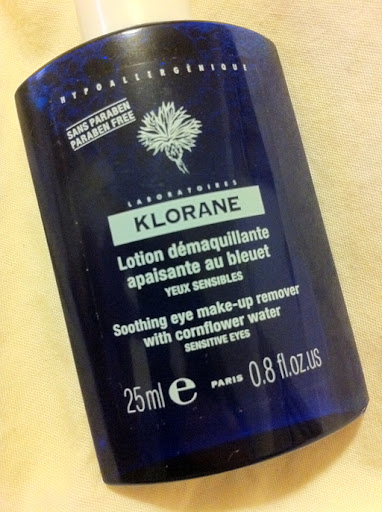 HYPOALLERGÉNIQUE
SANS PARABEN
PARABEN FREE
LABORATOIRES
KLORANE
Lotion démaquillante
apaisante au bleuet
YEUX SENSIBLES
Soothing eye make-up remover
with cornflower water
SENSITIVE EYES
25ml e PARIS 0.8 fl.oz.us